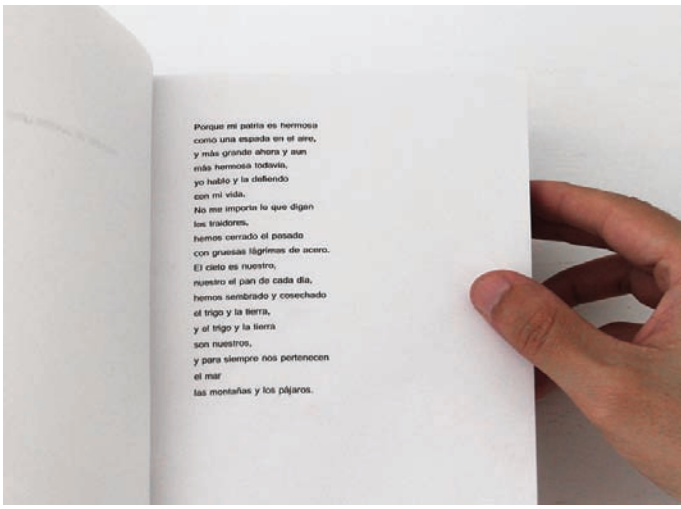 Porque mi patria es hermosa
como una espada en el aire,
y más grande ahora y aun
más hermosa todavía,
yo hablo y la defiendo
con mi vida.
No me importa lo que digan
los traidores,
hemos cerrado el pasado
con gruesas lágrimas de acero.
El cielo es nuestro,
nuestro el pan de cada día,
hemos sembrado y cosechado
el trigo y la tierra,
y el trigo y la tierra
son nuestros,
y para siempre nos pertenecen
el mar
las montañas y los pájaros.